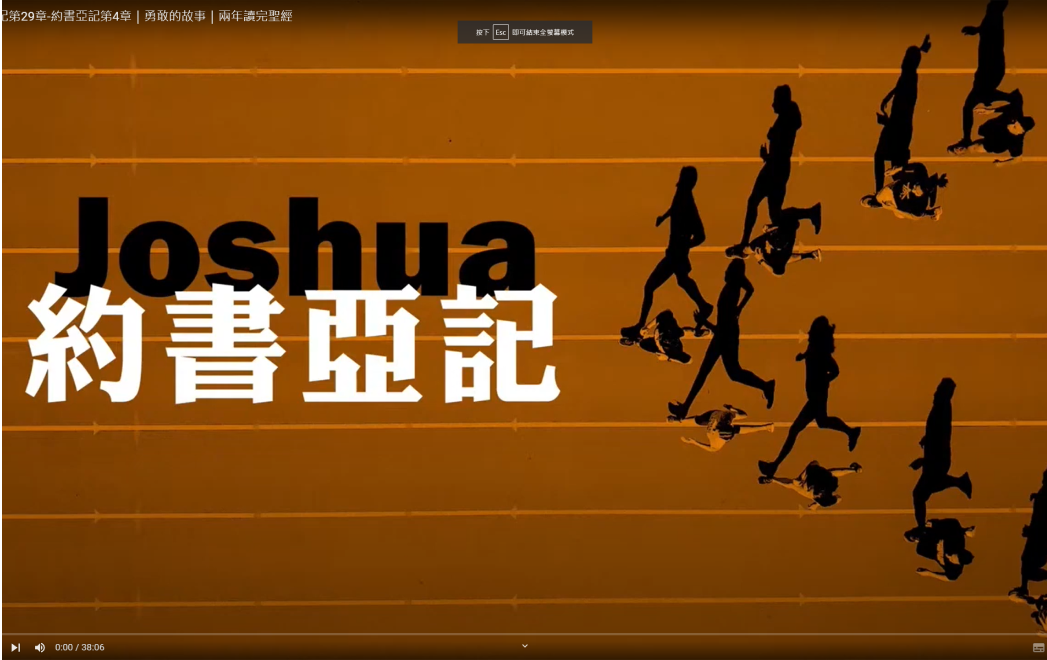 記第29章-約書亞記第4章｜勇敢的故事｜兩年讀完聖經
按下 Esc 即可結束全螢幕模式
Joshua
約書亞記
0:00 / 38:06